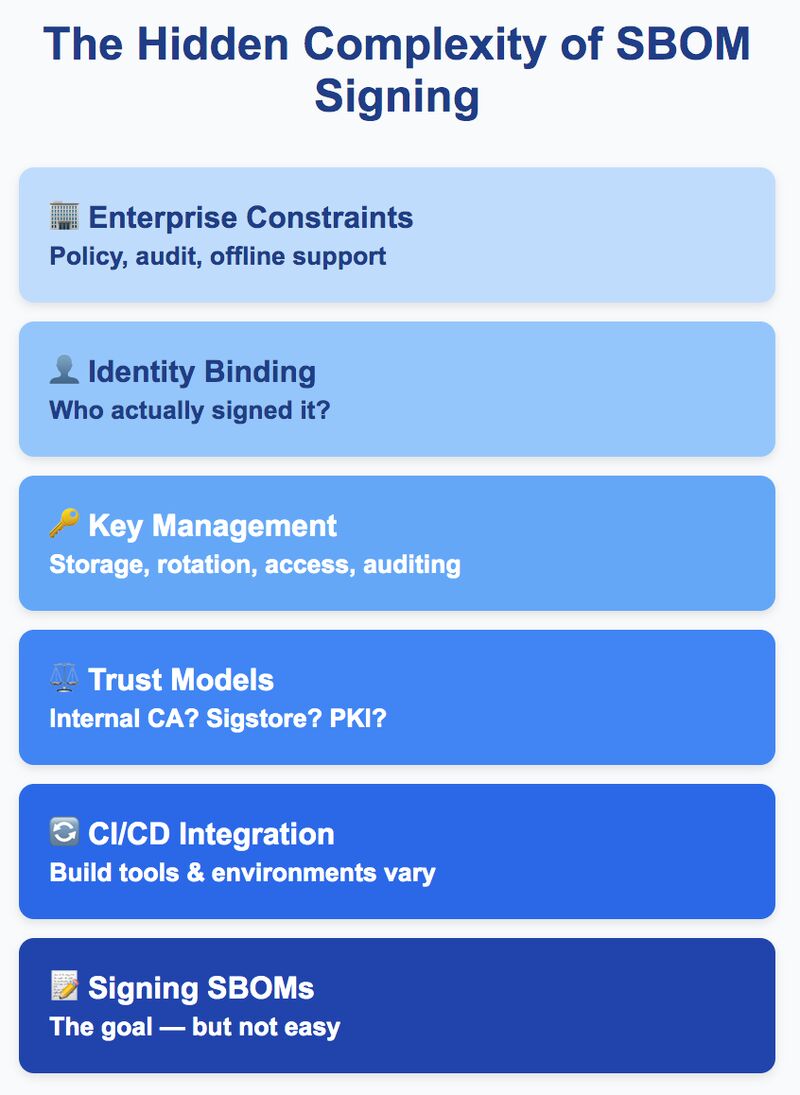 The Hidden Complexity of SBOM
Signing
Enterprise Constraints
Policy, audit, offline support
Identity Binding
Who actually signed it?
Key Management
Storage, rotation, access, auditing
Trust Models
Internal CA? Sigstore? PKI?
CI/CD Integration
Build tools & environments vary
Signing SBOMs
The goal — but not easy